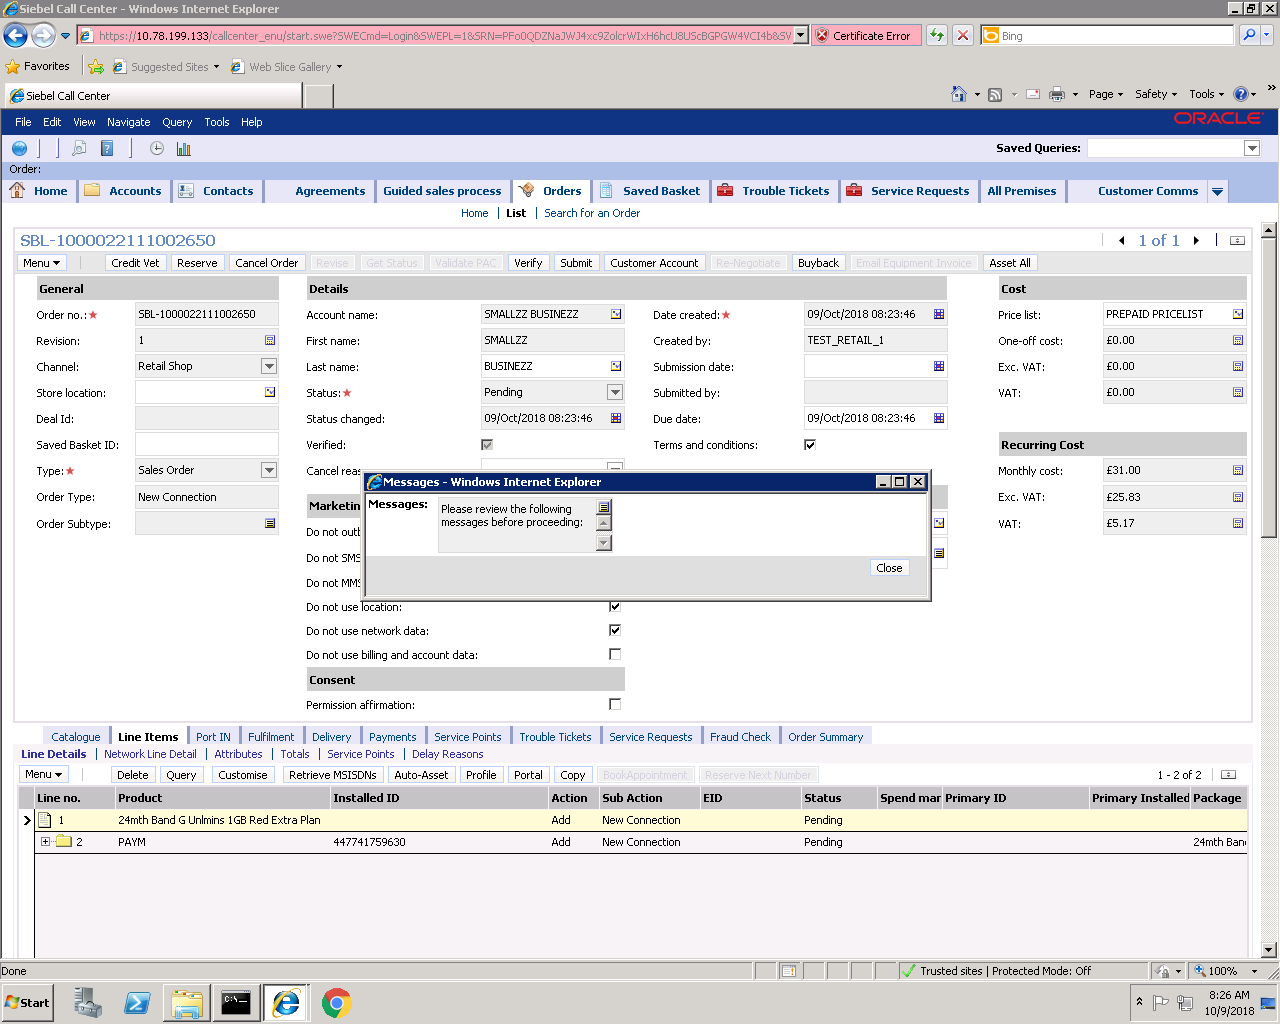 Siebel Call Center - Windows Internet Explorer
https://10.78.199.133/callcenter_enu/start.swe?SWECmd=Login&SWEPL=1&SRN=
Certificate Error
Bing
Favorites
Suggested Sites
Web Slice Gallery
Siebel Call Center
Page
Safety
Tools
File Edit View Navigate Query Tools Help
ORACLE
Saved Queries:
Order:
Home Accounts Contacts Agreements Guided sales process Orders Saved Basket Trouble Tickets Service Requests All Premises Customer Comms
Home List Search for an Order
SBL-1000022111002650
1 of 1
Menu Credit Vet Reserve Cancel Order Revise Get Status Validate PAC Verify Submit Customer Account Re-Negotiate Buyback Email Equipment Invoice Asset All
General Details Cost
Order no.:★ SBL-1000022111002650 Account name: SMALLZZ BUSINEZZ Date created:★ 09/Oct/2018 08:23:46 Price list: PREPAID PRICELIST
Revision: 1 First name: SMALLZZ Created by: TEST_RETAIL_1 One-off cost: £0.00
Channel: Retail Shop Last name: BUSINEZZ Submission date: Exc. VAT: £0.00
Store location: Status:★ Pending Submitted by: VAT: £0.00
Deal Id: Status changed: 09/Oct/2018 08:23:46 Due date: 09/Oct/2018 08:23:46
Saved Basket ID: Verified: Terms and conditions: Recurring Cost
Type:★ Sales Order Cancel reas Monthly cost: £31.00
Order Type: New Connection Exc. VAT: £25.83
Order Subtype: Marketin VAT: £5.17
Messages - Windows Internet Explorer
Messages: Please review the following
messages before proceeding:
Close
Do not outb
Do not SMS
Do not MMS
Do not use location:
Do not use network data:
Do not use billing and account data:
Consent
Permission affirmation:
Catalogue Line Items Port IN Fulfilment Delivery Payments Service Points Trouble Tickets Service Requests Fraud Check Order Summary
Line Details Network Line Detail Attributes Totals Service Points Delay Reasons
Menu Delete Query Customise Retrieve MSISDNs Auto-Asset Profile Portal Copy BookAppointment Reserve Next Number 1 - 2 of 2
Line no. Product Installed ID Action Sub Action EID Status Spend mar Primary ID Primary Installed Package
1 24mth Band G Unlmins 1GB Red Extra Plan Add New Connection Pending
2 PAYM 447741759630 Add New Connection Pending 24mth Band
Done
Trusted sites | Protected Mode: Off
100%
Start
C:\
8:26 AM
10/9/2018